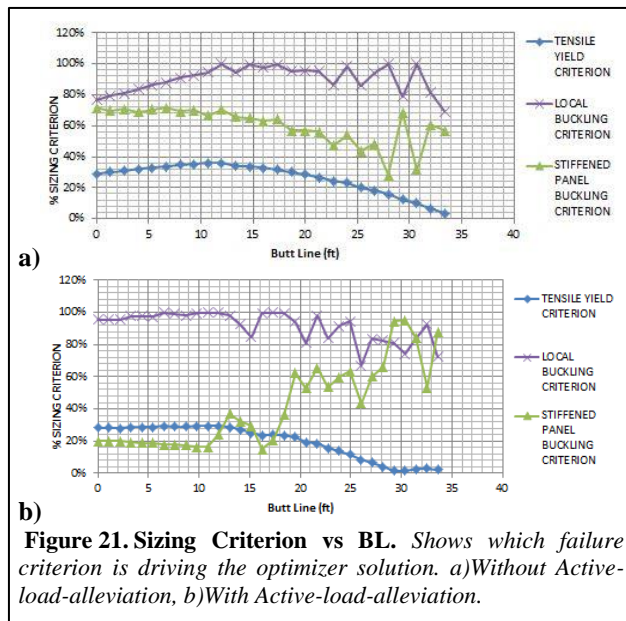 120%
100%
80%
60%
40%
20%
0%
% SIZING CRITERION
0 5 10 15 20 25 30 35 40
Butt Line (ft)
TENSILE
YIELD
CRITERION
LOCAL
BUCKLING
CRITERION
STIFFENED
PANEL
BUCKLING
CRITERION
a)
120%
100%
80%
60%
40%
20%
0%
% SIZING CRITERION
0 5 10 15 20 25 30 35 40
Butt Line (ft)
TENSILE YIELD
CRITERION
LOCAL
BUCKLING
CRITERION
STIFFENED
PANEL
BUCKLING
CRITERION
b)
Figure 21. Sizing Criterion vs BL. Shows which failure
criterion is driving the optimizer solution. a)Without Active-
load-alleviation, b)With Active-load-alleviation.